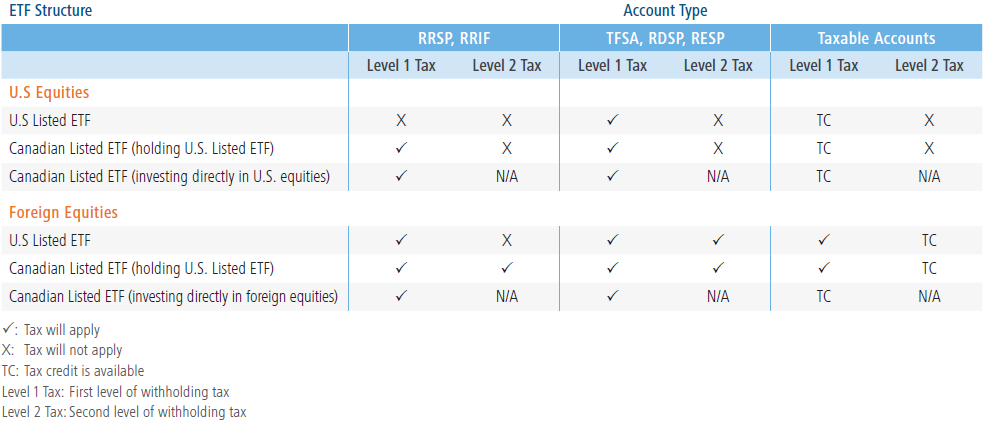 ETF Structure Account Type
RRSP, RRIF TFSA, RDSP, RESP Taxable Accounts
Level 1 Tax Level 2 Tax Level 1 Tax Level 2 Tax Level 1 Tax Level 2 Tax
U.S Equities
U.S Listed ETF X X ✓ X TC X
Canadian Listed ETF (holding U.S. Listed ETF) ✓ X ✓ X TC X
Canadian Listed ETF (investing directly in U.S. equities) ✓ N/A ✓ N/A TC N/A
Foreign Equities
U.S Listed ETF ✓ X ✓ ✓ ✓ TC
Canadian Listed ETF (holding U.S. Listed ETF) ✓ ✓ ✓ ✓ ✓ TC
Canadian Listed ETF (investing directly in foreign equities) ✓ N/A ✓ N/A TC N/A
✓: Tax will apply
X: Tax will not apply
TC: Tax credit is available
Level 1 Tax: First level of withholding tax
Level 2 Tax: Second level of withholding tax